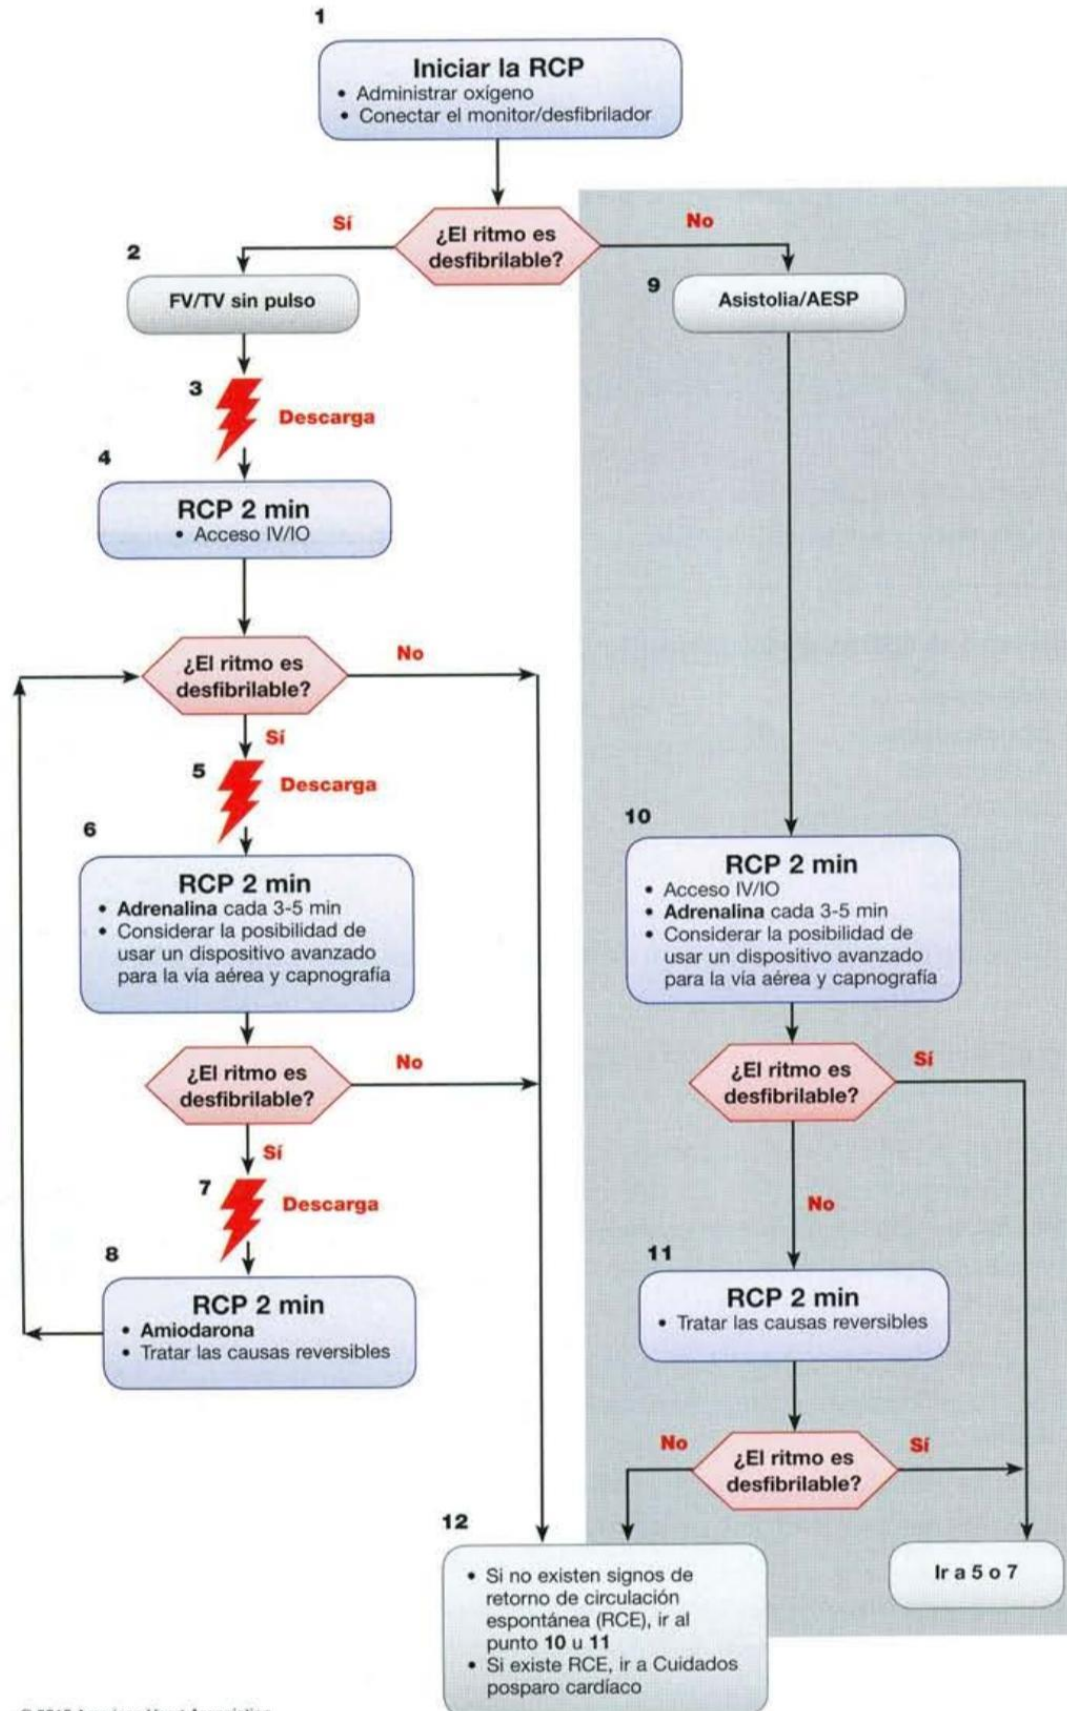 1
Iniciar la RCP
• Administrar oxígeno
• Conectar el monitor/desfibrilador
¿El ritmo es
desfibrilable?
Sí
No
2
FV/TV sin pulso
3
Descarga
4
RCP 2 min
• Acceso IV/IO
¿El ritmo es
desfibrilable?
No
Sí
5
Descarga
6
RCP 2 min
• Adrenalina cada 3-5 min
• Considerar la posibilidad de
usar un dispositivo avanzado
para la vía aérea y capnografía
¿El ritmo es
desfibrilable?
No
Sí
7
Descarga
8
RCP 2 min
• Amiodarona
• Tratar las causas reversibles
9
Asistolia/AESP
10
RCP 2 min
• Acceso IV/IO
• Adrenalina cada 3-5 min
• Considerar la posibilidad de
usar un dispositivo avanzado
para la vía aérea y capnografía
¿El ritmo es
desfibrilable?
Sí
No
11
RCP 2 min
• Tratar las causas reversibles
¿El ritmo es
desfibrilable?
No
Sí
12
• Si no existen signos de
retorno de circulación
espontánea (RCE), ir al
punto 10 u 11
• Si existe RCE, ir a Cuidados
posparo cardíaco
Ir a 5 o 7